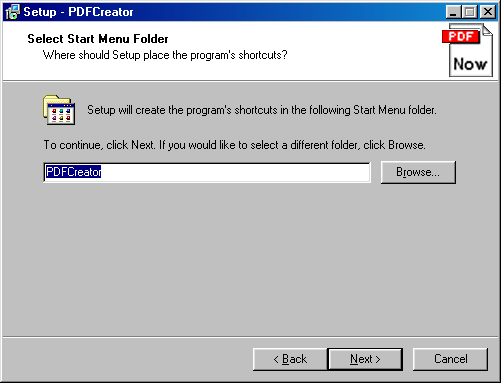 Setup - PDFCreator
Select Start Menu Folder
Where should Setup place the program's shortcuts?
PDF
Now
Setup will create the program's shortcuts in the following Start Menu folder.
To continue, click Next. If you would like to select a different folder, click Browse.
PDFCreator
Browse...
< Back
Next >
Cancel